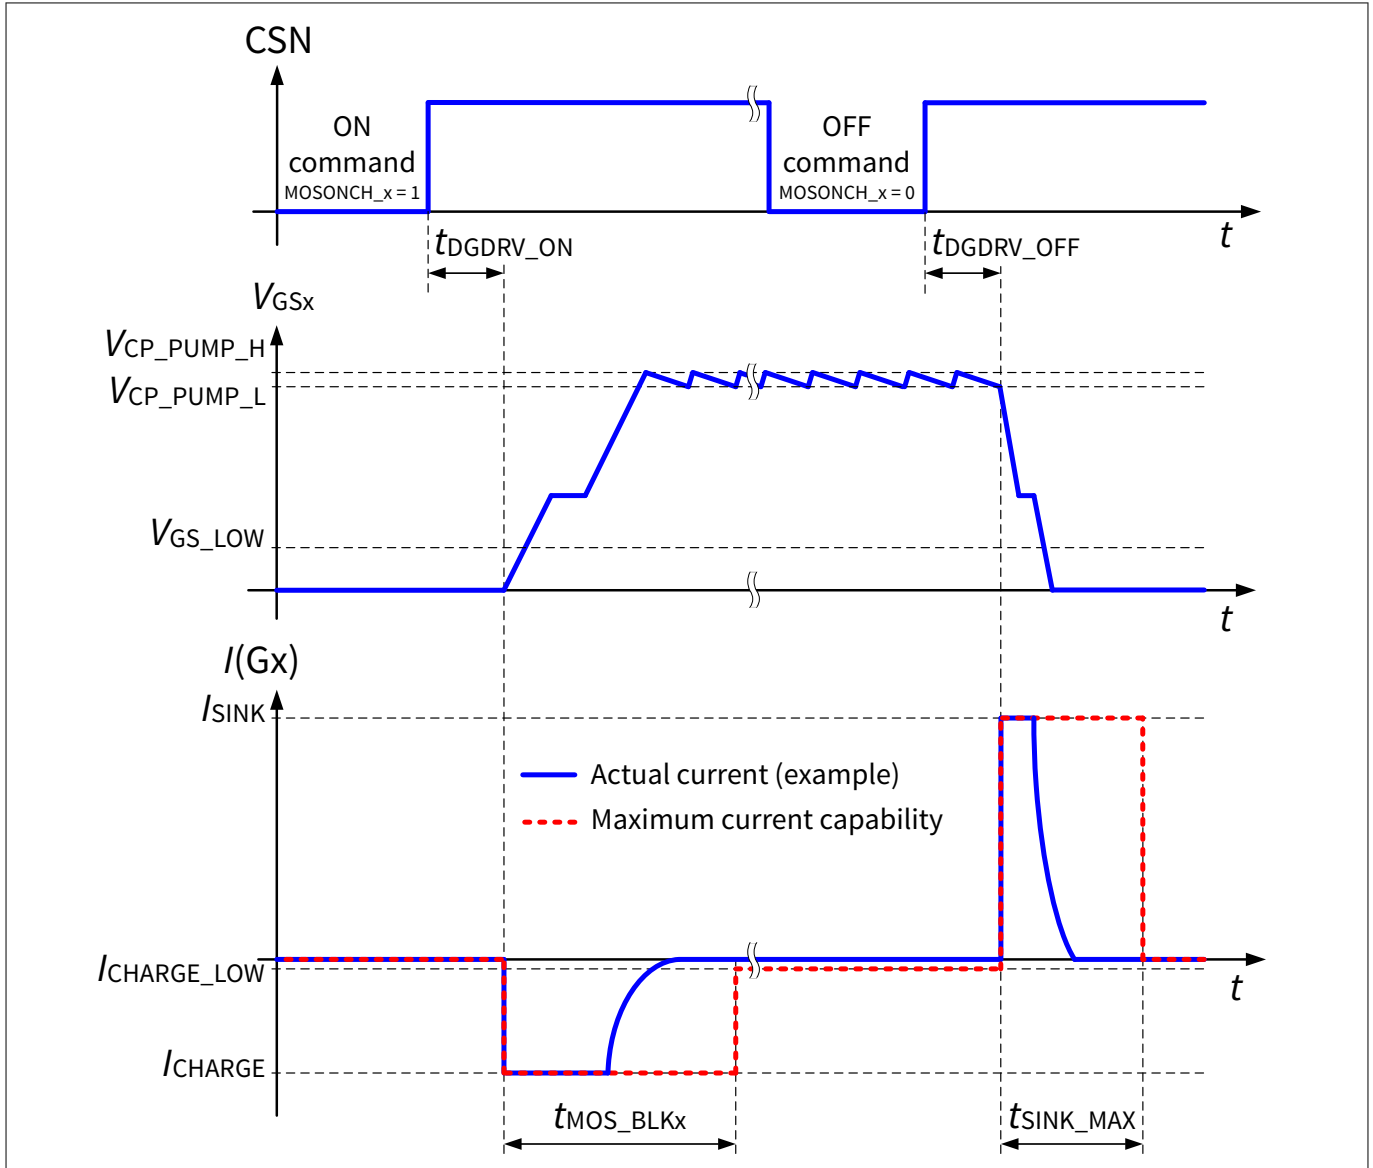 CSN
ON
command
MOSONCH_x = 1
OFF
command
MOSONCH_x = 0
t
tDGDRV_ON
tDGDRV_OFF
VGSx
VCP_PUMP_H
VCP_PUMP_L
VGS_LOW
t
I(Gx)
ISINK
Actual current (example)
Maximum current capability
ICHARGE_LOW
t
ICHARGE
tMOS_BLKx
tSINK_MAX